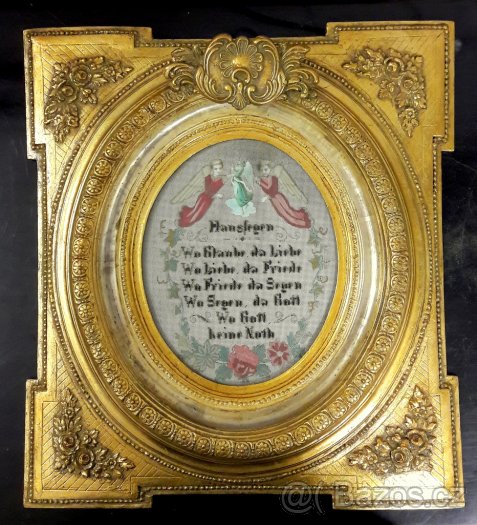 Haussegen
Wo Glaube, da Liebe
Wo Liebe, da Friede
Wo Friede da Segen
Wo Segen, da Gott
Wo Gott,
keine Noth
@ Bazos.cz